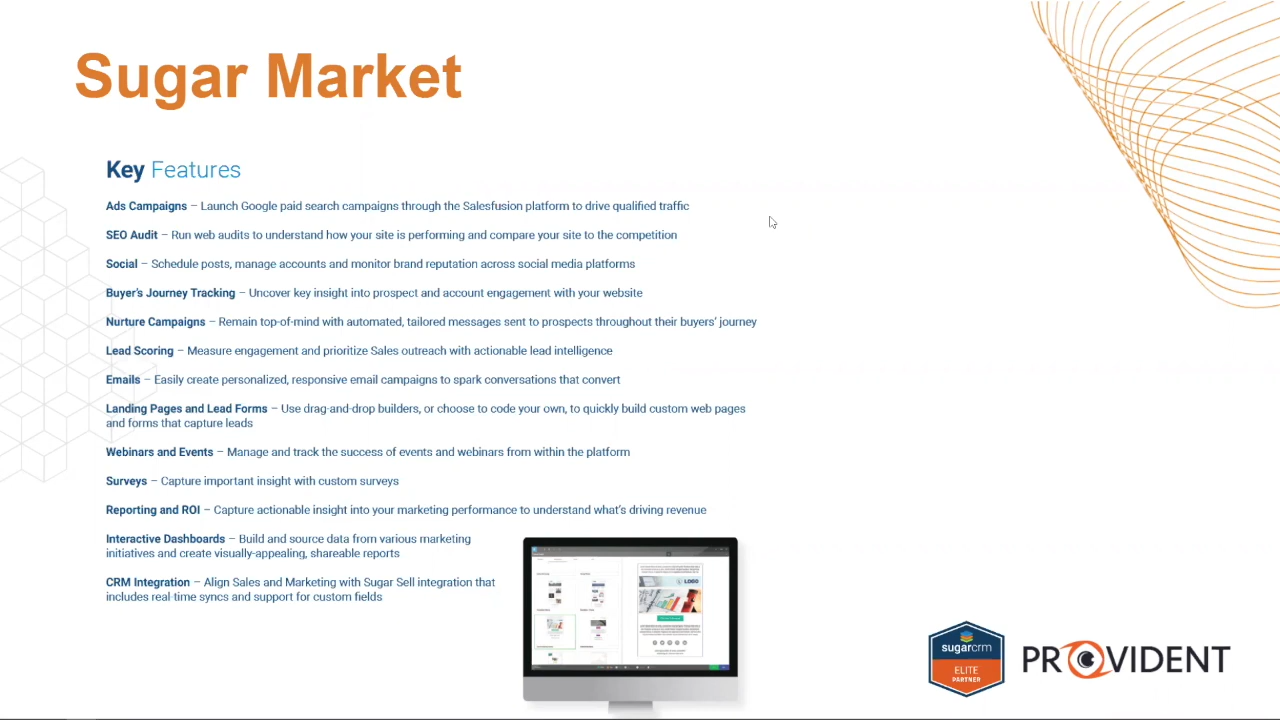 Sugar Market
Key Features
Ads Campaigns – Launch Google paid search campaigns through the Salesfusion platform to drive qualified traffic
SEO Audit – Run web audits to understand how your site is performing and compare your site to the competition
Social – Schedule posts, manage accounts and monitor brand reputation across social media platforms
Buyer's Journey Tracking – Uncover key insight into prospect and account engagement with your website
Nurture Campaigns – Remain top-of-mind with automated, tailored messages sent to prospects throughout their buyers' journey
Lead Scoring – Measure engagement and prioritize Sales outreach with actionable lead intelligence
Emails – Easily create personalized, responsive email campaigns to spark conversations that convert
Landing Pages and Lead Forms – Use drag-and-drop builders, or choose to code your own, to quickly build custom web pages
and forms that capture leads
Webinars and Events – Manage and track the success of events and webinars from within the platform
Surveys – Capture important insight with custom surveys
Reporting and ROI – Capture actionable insight into your marketing performance to understand what's driving revenue
Interactive Dashboards – Build and source data from various marketing
initiatives and create visually-appealing, shareable reports
CRM Integration – Align Sales and Marketing with Sugar Sell integration that
includes real-time syncs and support for custom fields
LOGO
sugarcrm
ELITE
PARTNER
PROVIDENT